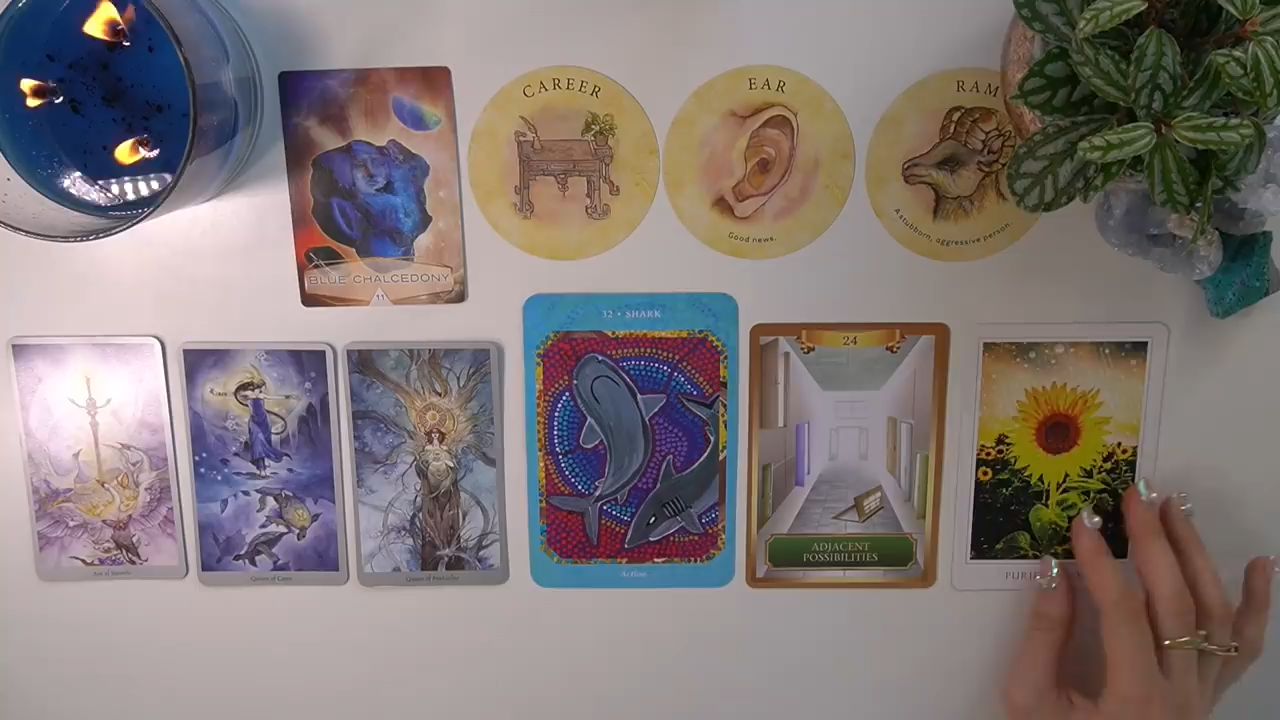 CAREER
EAR
RAM
Good news.
A stubborn, aggressive person.
BLUE CHALCEDONY
11
32 • SHARK
24
Ace of Swords
Queen of Cups
Queen of Pentacles
Action
ADJACENT
POSSIBILITIES